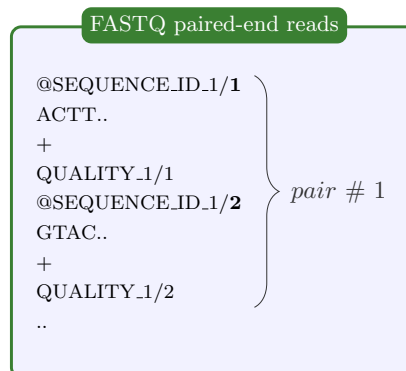 FASTQ paired-end reads
@SEQUENCE_ID_1/1
ACTT..
+
QUALITY_1/1
@SEQUENCE_ID_1/2
GTAC..
+
QUALITY_1/2
..
pair # 1